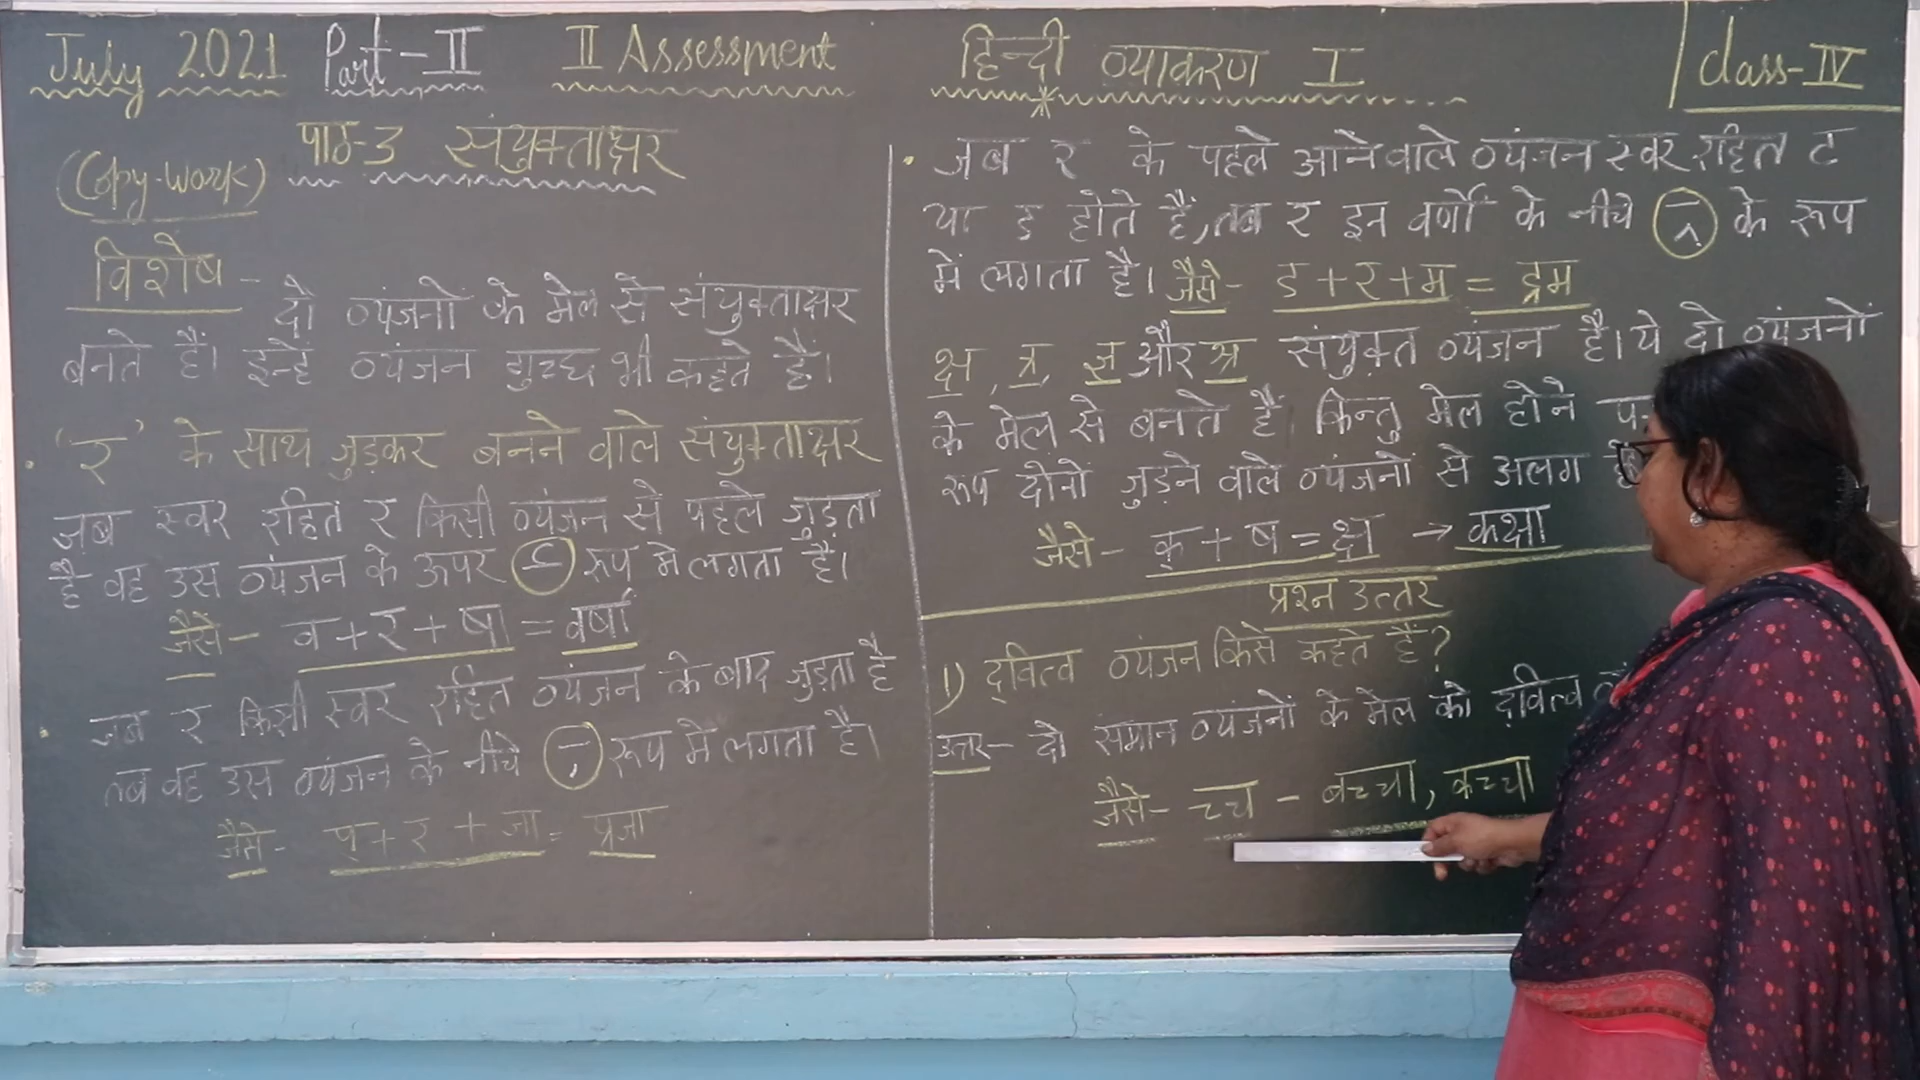 July 2021 Part-II II Assessment
(Copy-work) पाठ-3 संयुक्ताक्षर
विशेष - दो व्यंजनों के मेल से संयुक्ताक्षर
बनते हैं। इन्हें व्यंजन गुच्छ भी कहते हैं।
• 'र' के साथ जुड़कर बनने वाले संयुक्ताक्षर
जब स्वर रहित र किसी व्यंजन से पहले जुड़ता
है वह उस व्यंजन के ऊपर रूप में लगता है।
जैसे- व+र+षा = वर्षा
• जब र किसी स्वर रहित व्यंजन के बाद जुड़ता है
तब वह उस व्यंजन के नीचे रूप में लगता है।
जैसे- प्+र+जा = प्रजा
हिन्दी व्याकरण I class-IV
• जब र के पहले आने वाले व्यंजन स्वर रहित ट
या ड होते हैं, तब र इन वर्णों के नीचे के रूप
में लगता है। जैसे- ड+र+म = ड्रम
क्ष, त्र, ज्ञ और श्र संयुक्त व्यंजन है। ये दो व्यंजनों
के मेल से बनते हैं किन्तु मेल होने
रूप दोनो जुड़ने वाले व्यंजनों से अलग
जैसे- क्+ष=क्ष → कक्षा
प्रश्न उत्तर
1) द्वित्व व्यंजन किसे कहते हैं?
उत्तर- दो समान व्यंजनों के मेल को द्वित्व
जैसे- च्च - बच्चा, कच्चा